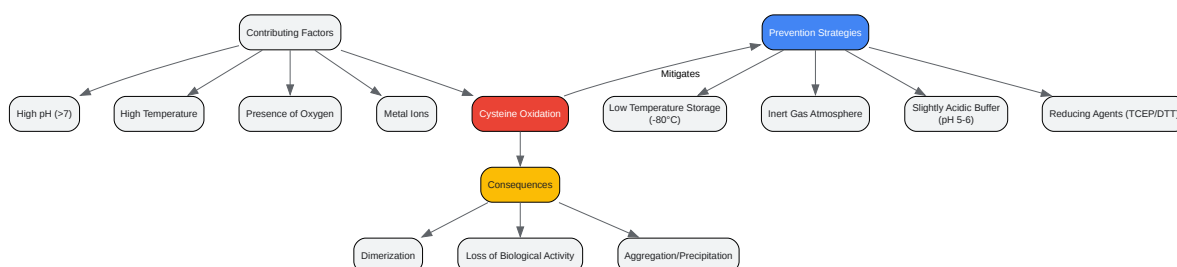 Contributing Factors
Prevention Strategies
Mitigates
High pH (>7)
High Temperature
Presence of Oxygen
Metal Ions
Cysteine Oxidation
Low Temperature Storage
(-80°C)
Inert Gas Atmosphere
Slightly Acidic Buffer
(pH 5-6)
Reducing Agents (TCEP/DTT)
Consequences
Dimerization
Loss of Biological Activity
Aggregation/Precipitation